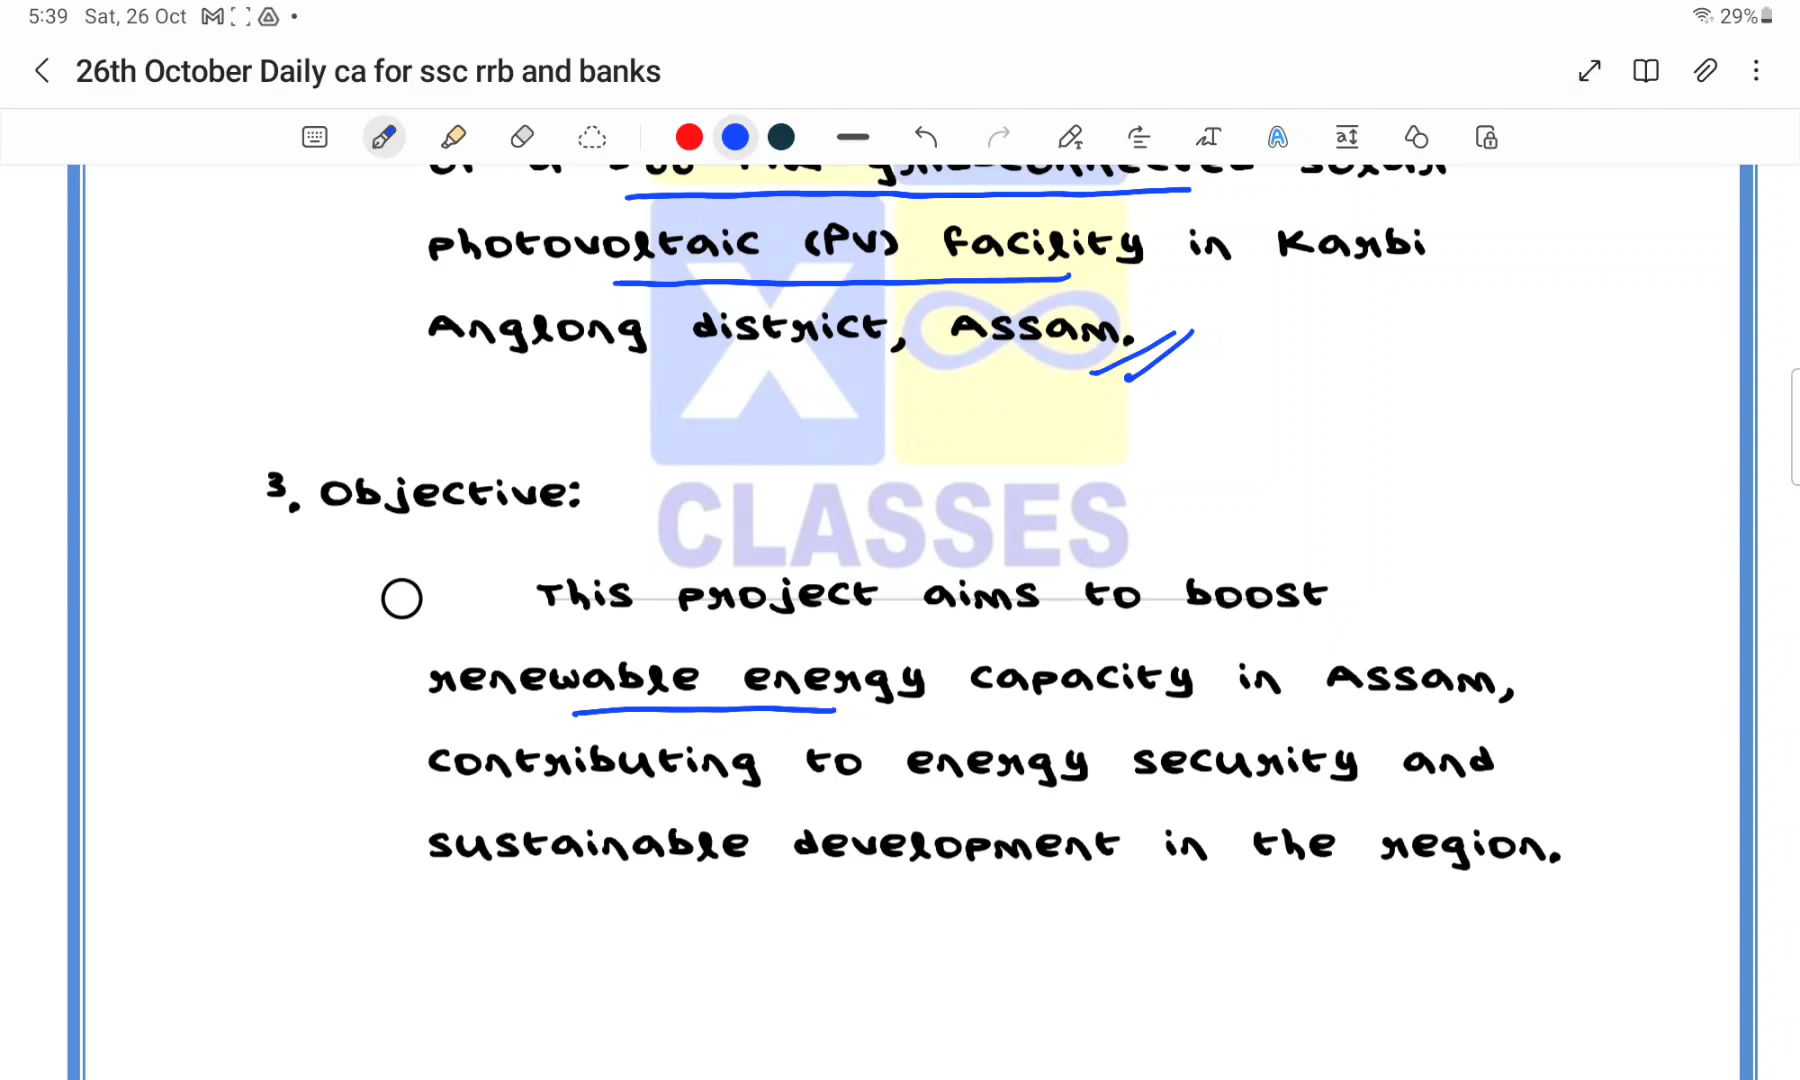 5:39 Sat, 26 Oct
29%
26th October Daily ca for ssc rrb and banks
photovoltaic (PV) facility in Karbi
Anglong district, Assam.
3. Objective:
CLASSES
This project aims to boost
renewable energy capacity in Assam,
contributing to energy security and
sustainable development in the region.